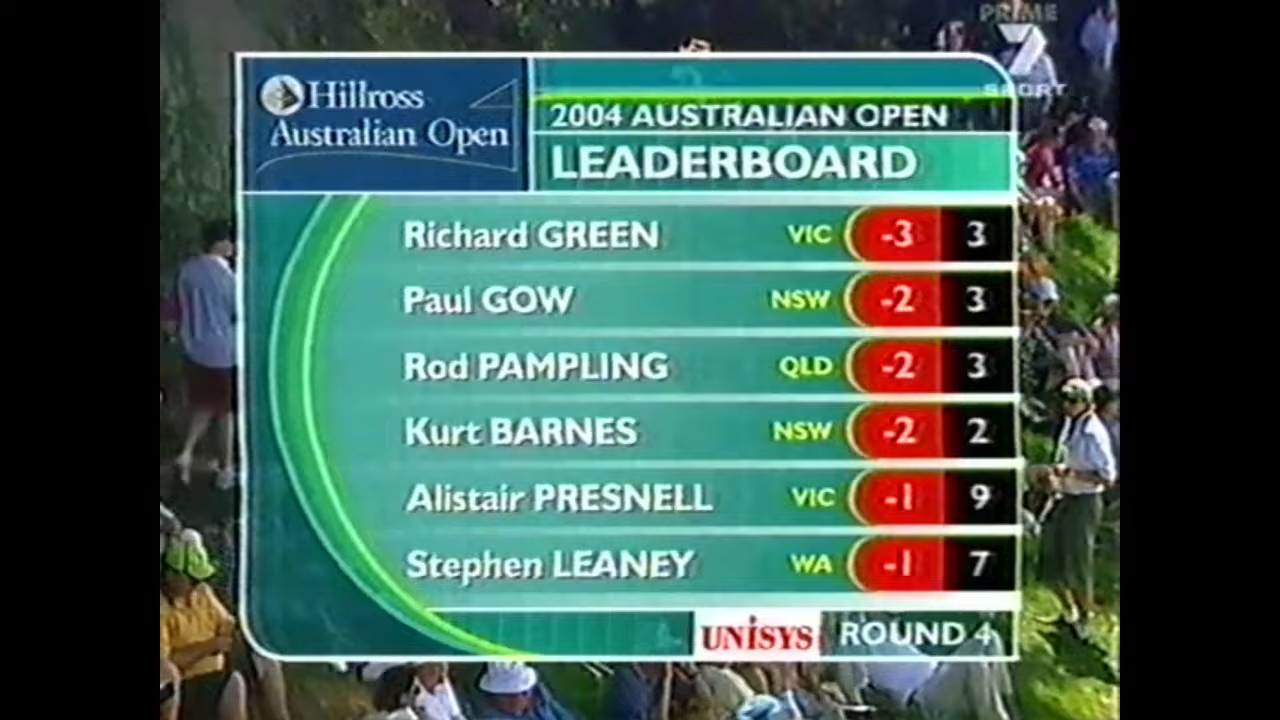 PRIME
7
SPORT
Hillross
Australian Open
2004 AUSTRALIAN OPEN
LEADERBOARD
Richard GREEN VIC -3 3
Paul GOW NSW -2 3
Rod PAMPLING QLD -2 3
Kurt BARNES NSW -2 2
Alistair PRESNELL VIC -1 9
Stephen LEANEY WA -1 7
UNISYS ROUND 4